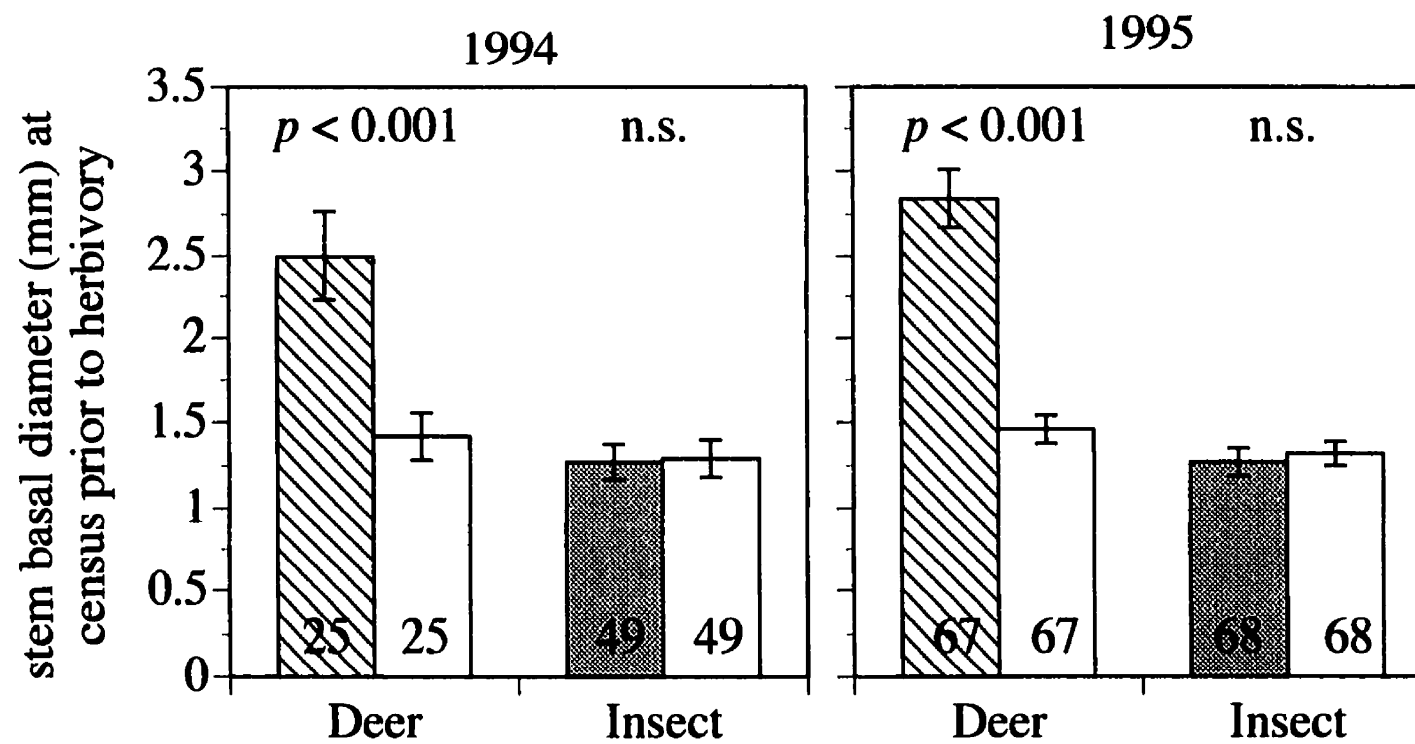 1994
1995
stem basal diameter (mm) at
census prior to herbivory
3.5
3
2.5
2
1.5
1
0.5
0
p < 0.001
n.s.
p < 0.001
n.s.
25
25
49
49
67
67
68
68
Deer
Insect
Deer
Insect